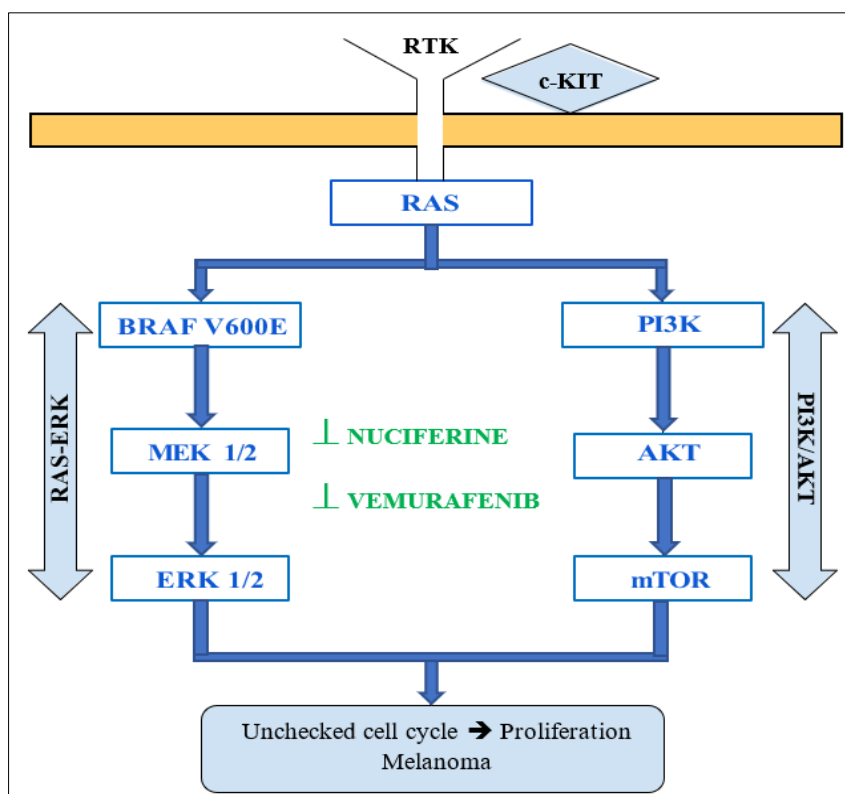 RTK
c-KIT
RAS
BRAF V600E
PI3K
RAS-ERK
PI3K/AKT
⊥ NUCIFERINE
MEK 1/2
AKT
⊥ VEMURAFENIB
ERK 1/2
mTOR
Unchecked cell cycle ➔ Proliferation
Melanoma